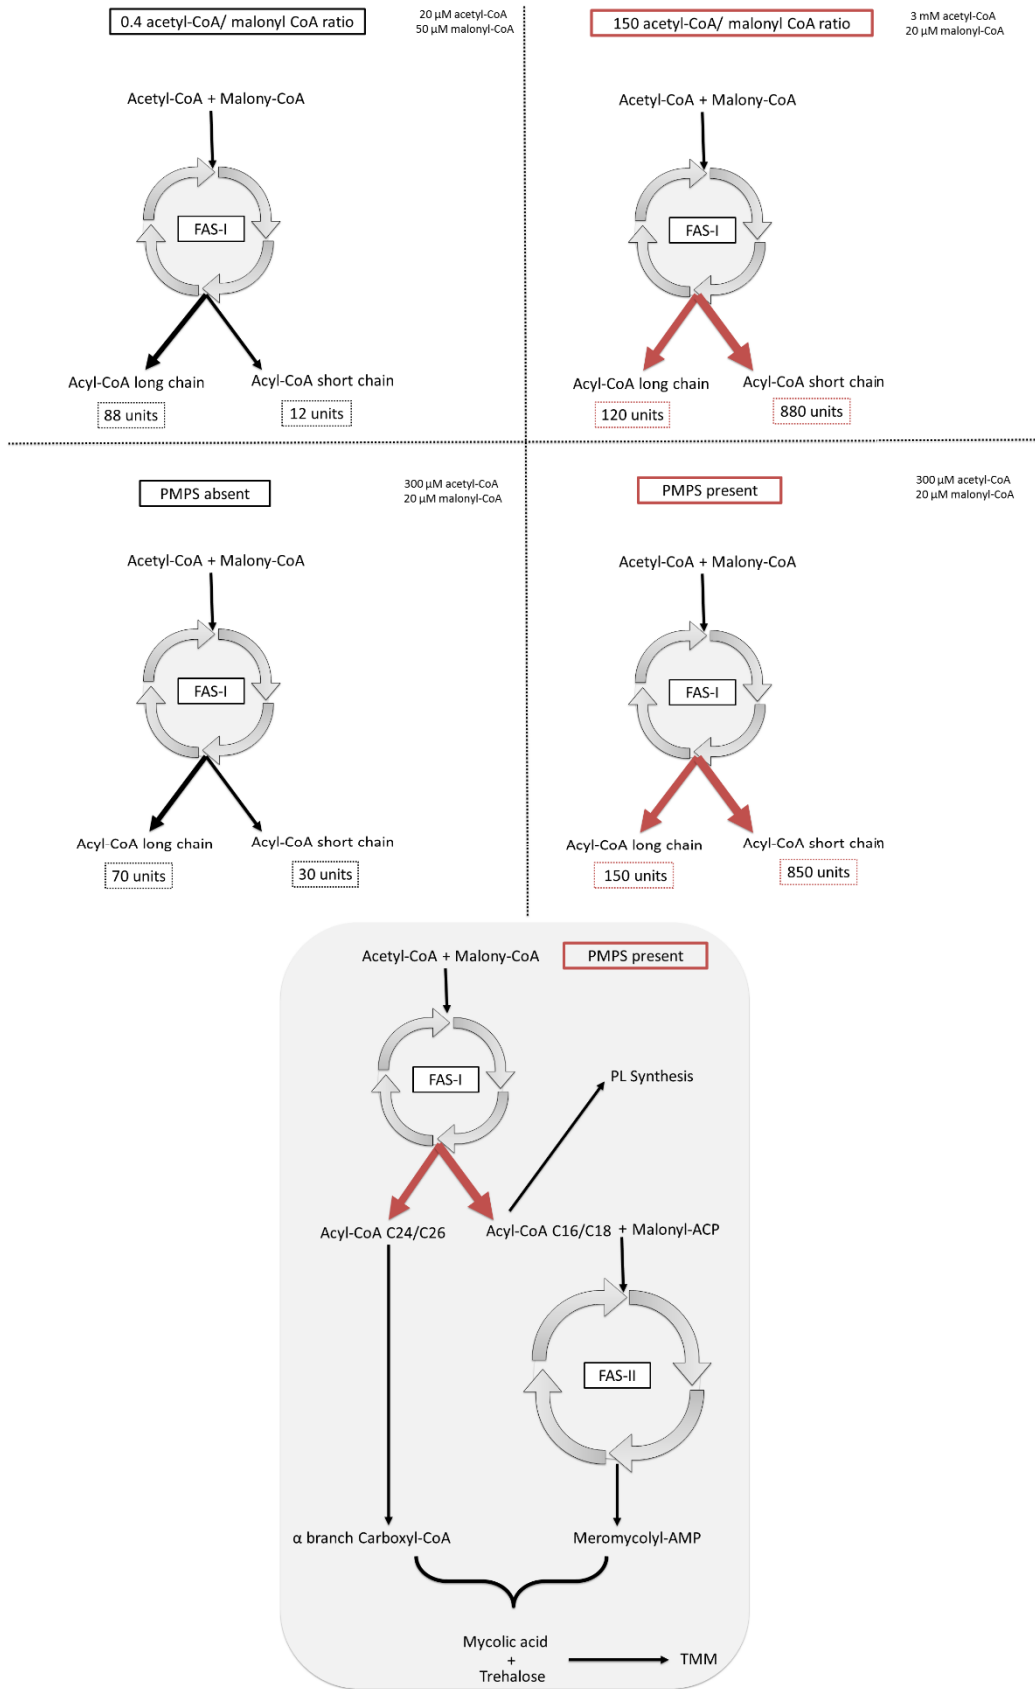 0.4 acetyl-CoA/ malonyl CoA ratio
20 µM acetyl-CoA
50 µM malonyl-CoA
Acetyl-CoA + Malony-CoA
FAS-I
Acyl-CoA long chain
Acyl-CoA short chain
88 units
12 units
150 acetyl-CoA/ malonyl CoA ratio
3 mM acetyl-CoA
20 µM malonyl-CoA
Acetyl-CoA + Malony-CoA
FAS-I
Acyl-CoA long chain
Acyl-CoA short chain
120 units
880 units
PMPS absent
300 µM acetyl-CoA
20 µM malonyl-CoA
Acetyl-CoA + Malony-CoA
FAS-I
Acyl-CoA long chain
Acyl-CoA short chain
70 units
30 units
PMPS present
300 µM acetyl-CoA
20 µM malonyl-CoA
Acetyl-CoA + Malony-CoA
FAS-I
Acyl-CoA long chain
Acyl-CoA short chain
150 units
850 units
Acetyl-CoA + Malony-CoA
PMPS present
FAS-I
PL Synthesis
Acyl-CoA C24/C26
Acyl-CoA C16/C18 + Malonyl-ACP
FAS-II
α branch Carboxyl-CoA
Meromycolyl-AMP
Mycolic acid
+
Trehalose
TMM